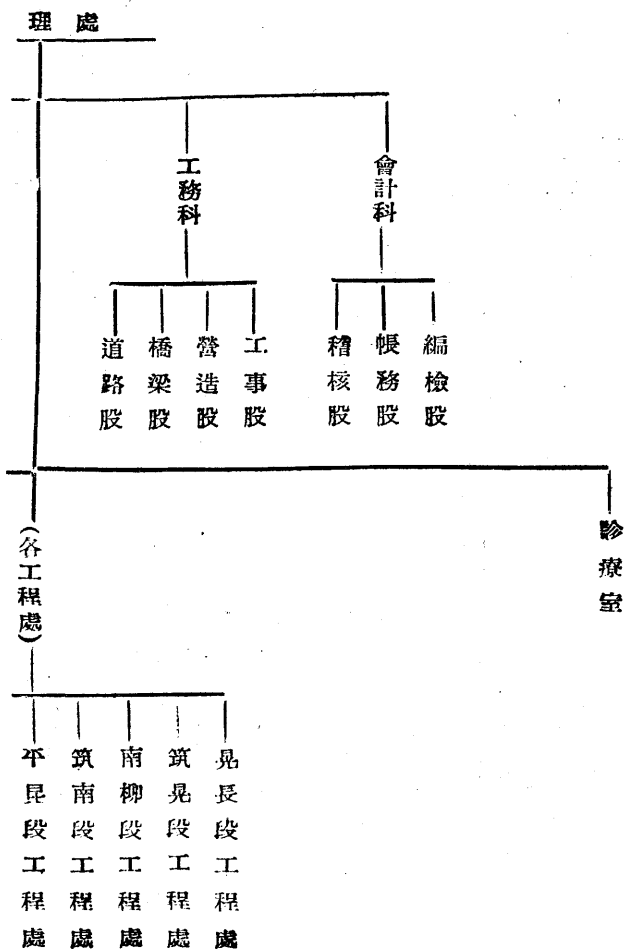 理處
會計科
工務科
編檢股
帳務股
稽核股
工事股
營造股
橋梁股
道路股
診療室
(各工程處)
晃長段工程處
筑晃段工程處
南柳段工程處
筑南段工程處
平昆段工程處